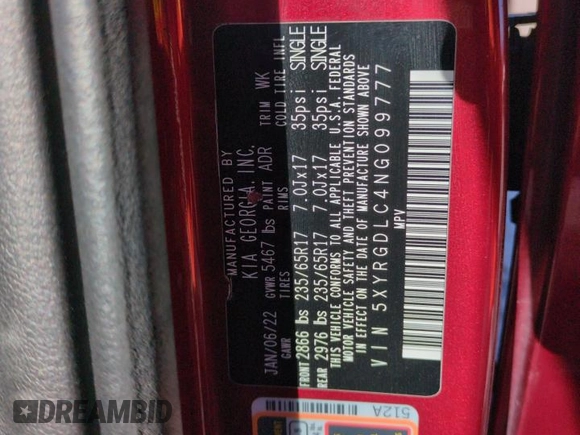 MANUFACTURED BY
KIA GEORGIA, INC.
JAN/06/22 GVWR 5467 lbs PAINT ADR TRIM WK
GAWR TIRES RIMS COLD TIRE INFL
FRONT 2866 lbs 235/65R17 7.0Jx17 35psi SINGLE
REAR 2976 lbs 235/65R17 7.0Jx17 35psi SINGLE
THIS VEHICLE CONFORMS TO ALL APPLICABLE U.S.A. FEDERAL
MOTOR VEHICLE SAFETY AND THEFT PREVENTION STANDARDS
IN EFFECT ON THE DATE OF MANUFACTURE SHOWN ABOVE
VIN 5XYRGDLC4NG099777
MPV
512A
DREAMBID